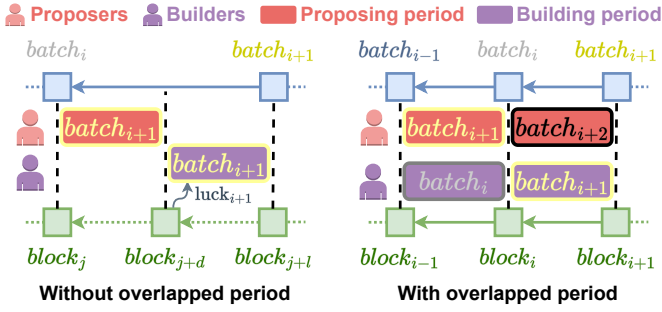 Proposers Builders Proposing period Building period
batch_i batch_{i+1} batch_{i-1} batch_i batch_{i+1}
batch_{i+1} batch_{i+1} batch_{i+2}
batch_{i+1} batch_i batch_{i+1}
luck_{i+1}
block_j block_{j+d} block_{j+l} block_{i-1} block_i block_{i+1}
Without overlapped period With overlapped period